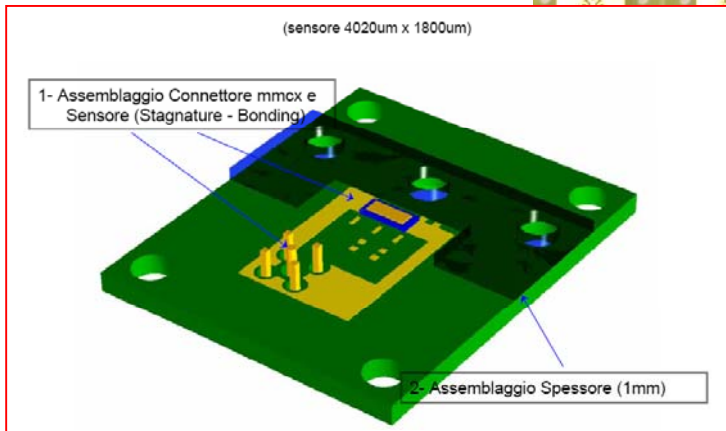 (sensore 4020um x 1800um)
1- Assemblaggio Connettore mmcx e
Sensore (Stagnature - Bonding)
2- Assemblaggio Spessore (1mm)